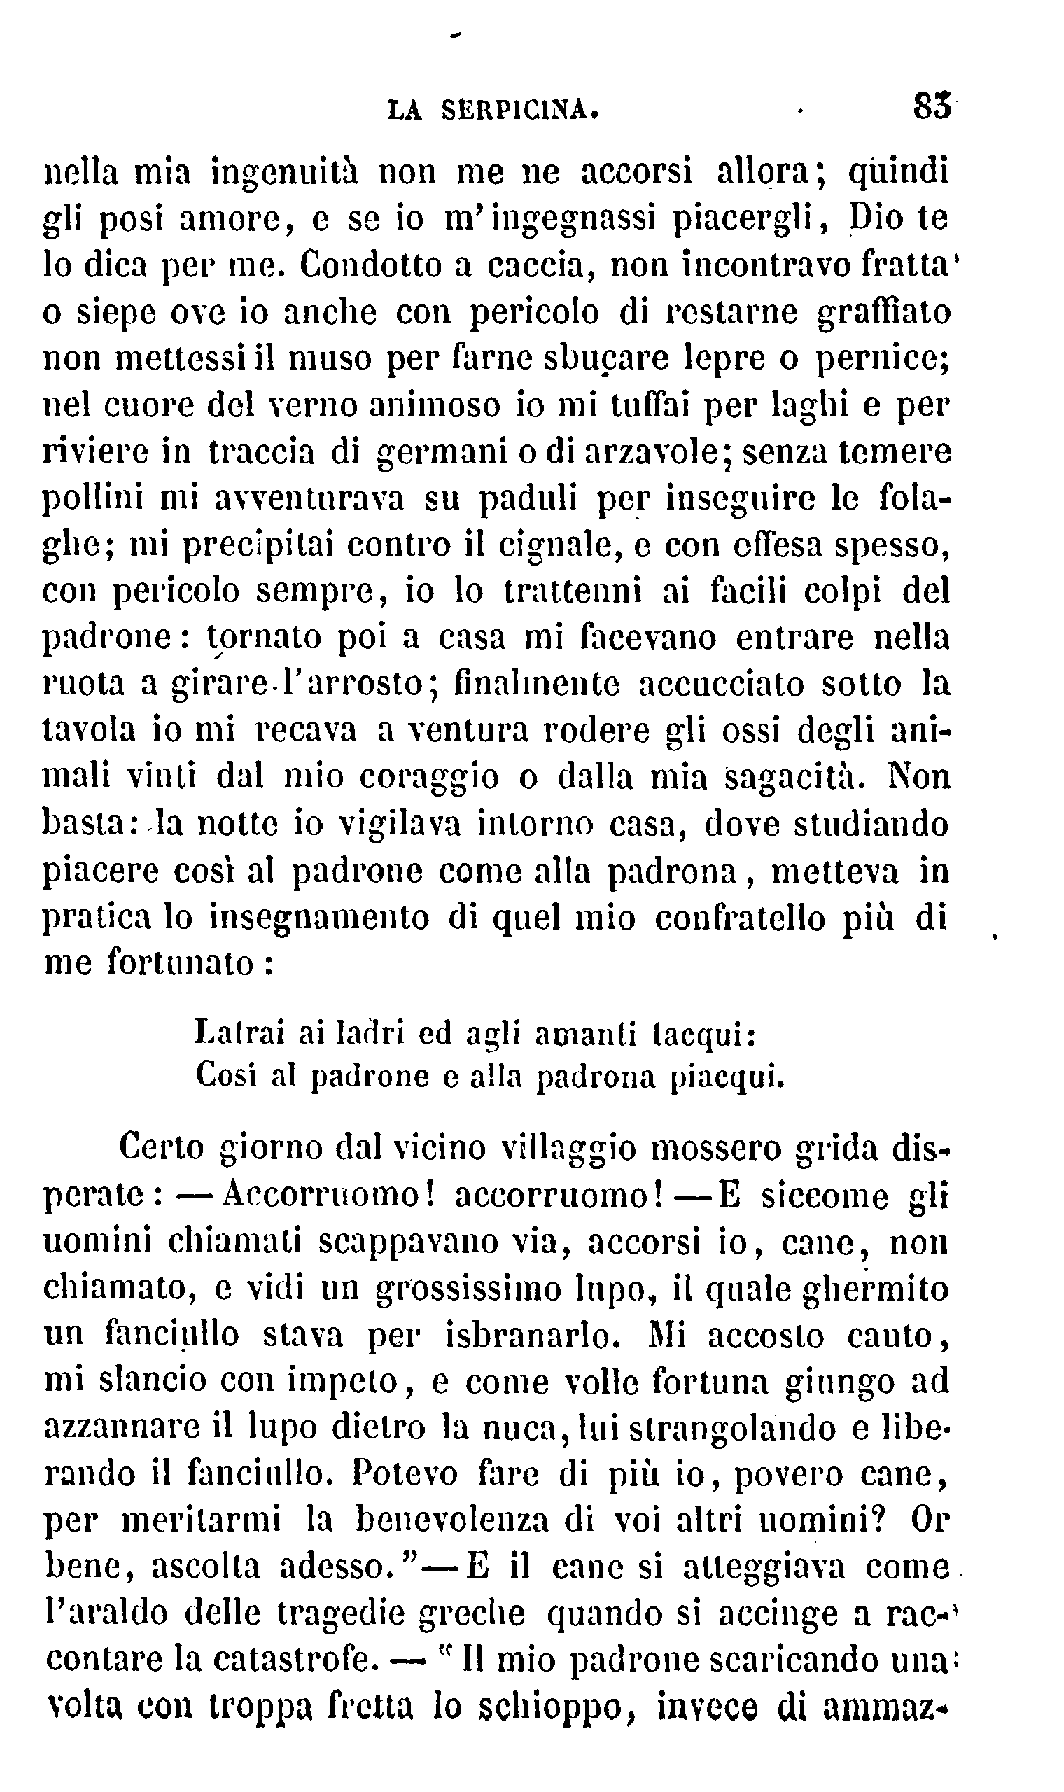 LA SERPICINA. 83
nella mia ingenuità non me ne accorsi allora; quindi
gli posi amore, e se io m'ingegnassi piacergli, Dio te
lo dica per me. Condotto a caccia, non incontravo fratta
o siepe ove io anche con pericolo di restarne graffiato
non mettessi il muso per farne sbucare lepre o pernice;
nel cuore del verno animoso io mi tuffai per laghi e per
riviere in traccia di germani o di arzavole; senza temere
pollini mi avventurava su paduli per inseguire le fola-
ghe; mi precipitai contro il cignale, e con offesa spesso,
con pericolo sempre, io lo trattenni ai facili colpi del
padrone: tornato poi a casa mi facevano entrare nella
ruota a girare l'arrosto; finalmente accucciato sotto la
tavola io mi recava a ventura rodere gli ossi degli ani-
mali vinti dal mio coraggio o dalla mia sagacità. Non
basta: la notte io vigilava intorno casa, dove studiando
piacere così al padrone come alla padrona, metteva in
pratica lo insegnamento di quel mio confratello più di
me fortunato:
Latrai ai ladri ed agli amanti tacqui:
Così al padrone e alla padrona piacqui.
Certo giorno dal vicino villaggio mossero grida dis-
perate: — Accorruomo! accorruomo! — E siccome gli
uomini chiamati scappavano via, accorsi io, cane, non
chiamato, e vidi un grossissimo lupo, il quale ghermito
un fanciullo stava per isbranarlo. Mi accosto cauto,
mi slancio con impeto, e come volle fortuna giungo ad
azzannare il lupo dietro la nuca, lui strangolando e libe-
rando il fanciullo. Potevo fare di più io, povero cane,
per meritarmi la benevolenza di voi altri uomini? Or
bene, ascolta adesso." — E il cane si atteggiava come
l'araldo delle tragedie greche quando si accinge a rac-
contare la catastrofe. — "Il mio padrone scaricando una
volta con troppa fretta lo schioppo, invece di ammaz-